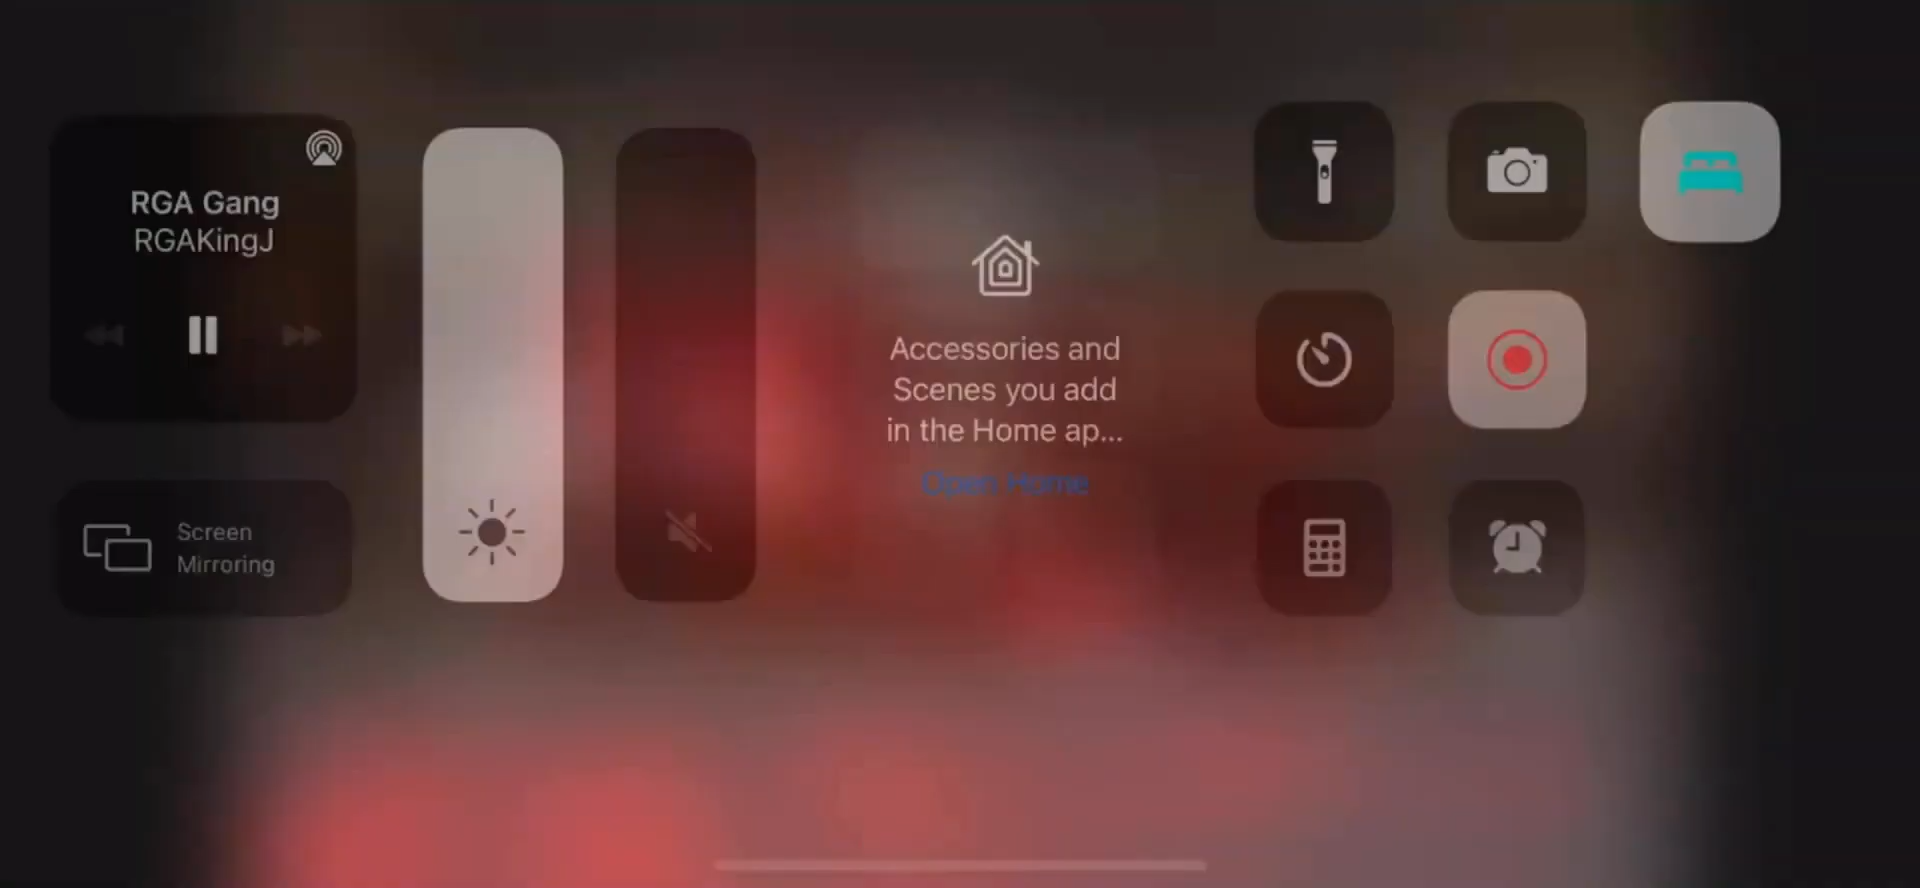 RGA Gang
RGAKingJ
Screen
Mirroring
Accessories and
Scenes you add
in the Home ap...
Open Home